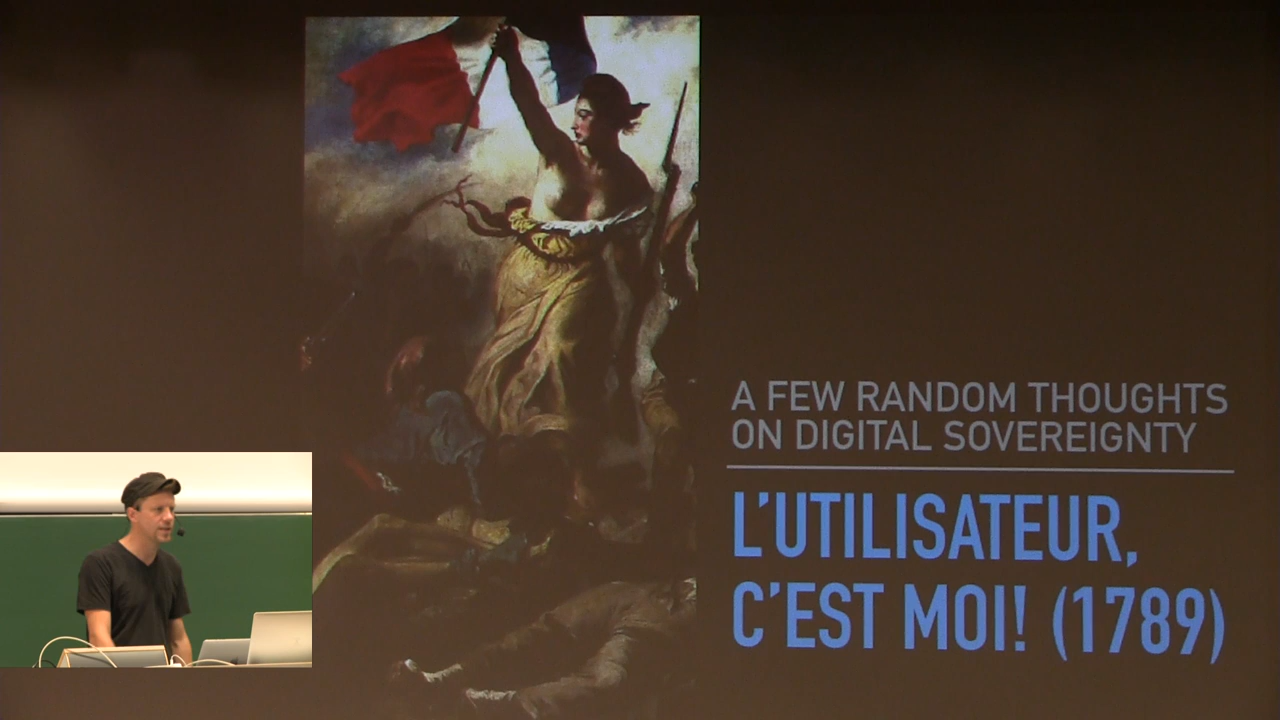 A FEW RANDOM THOUGHTS
ON DIGITAL SOVEREIGNTY
L'UTILISATEUR,
C'EST MOI! (1789)